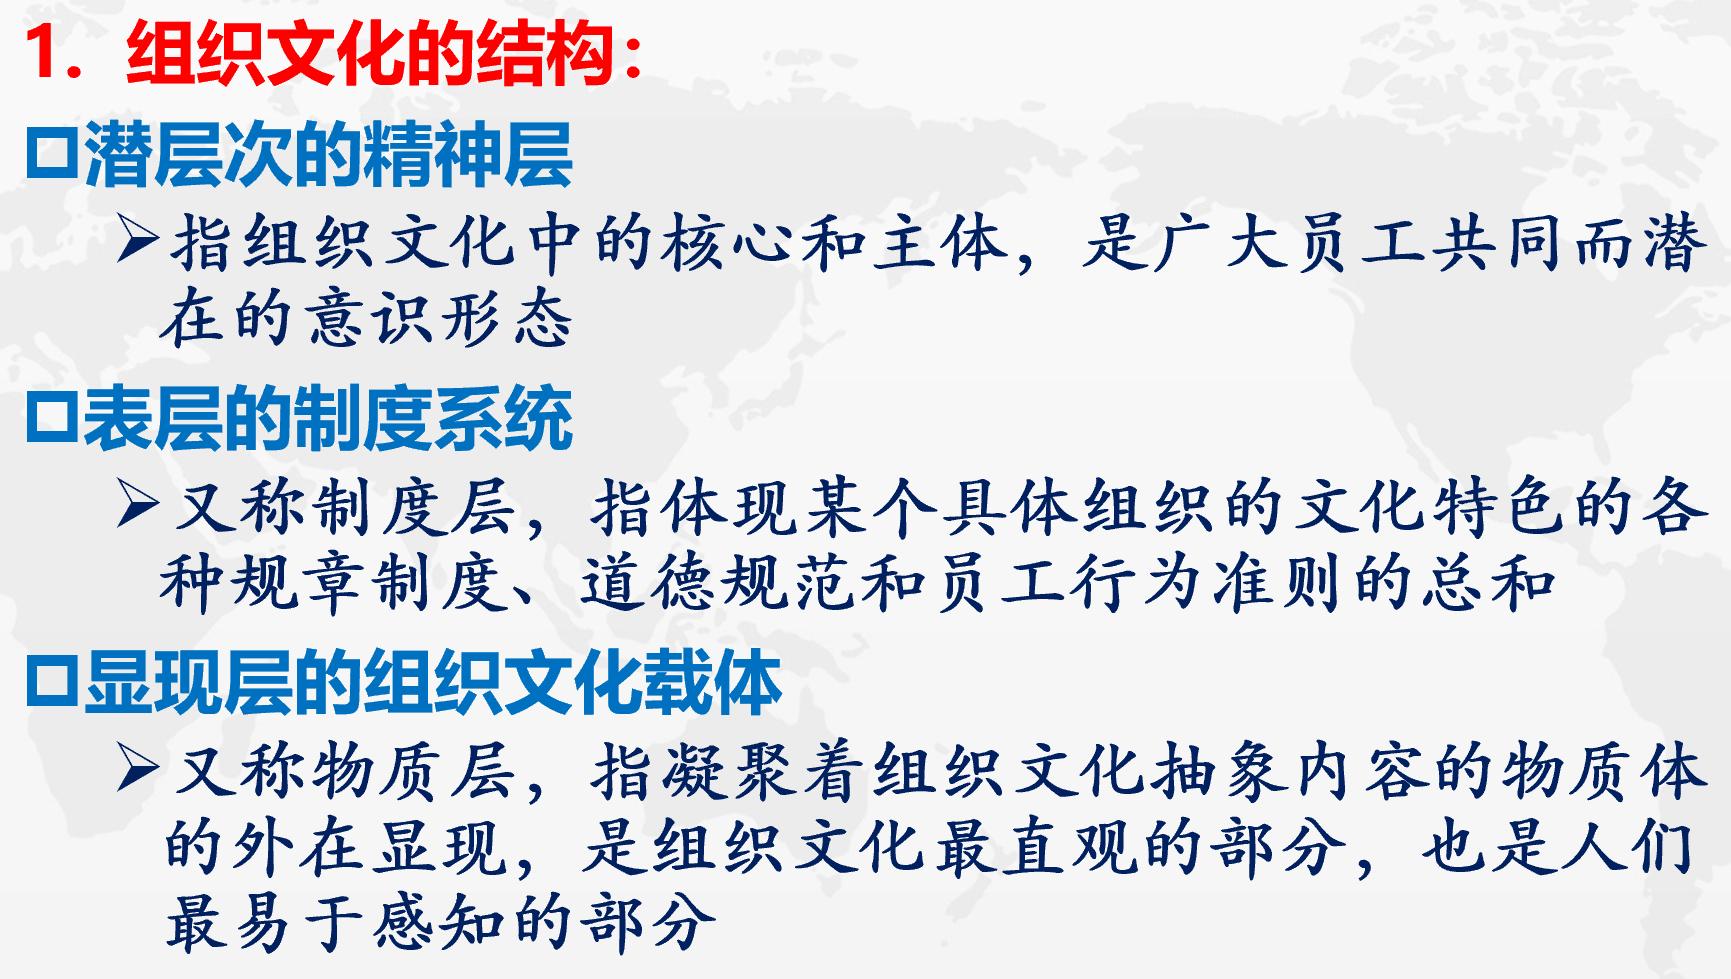 1. 组织文化的结构：
潜层次的精神层
指组织文化中的核心和主体，是广大员工共同而潜
在的意识形态
表层的制度系统
又称制度层，指体现某个具体组织的文化特色的各
种规章制度、道德规范和员工行为准则的总和
显现层的组织文化载体
又称物质层，指凝聚着组织文化抽象内容的物质体
的外在显现，是组织文化最直观的部分，也是人们
最易于感知的部分